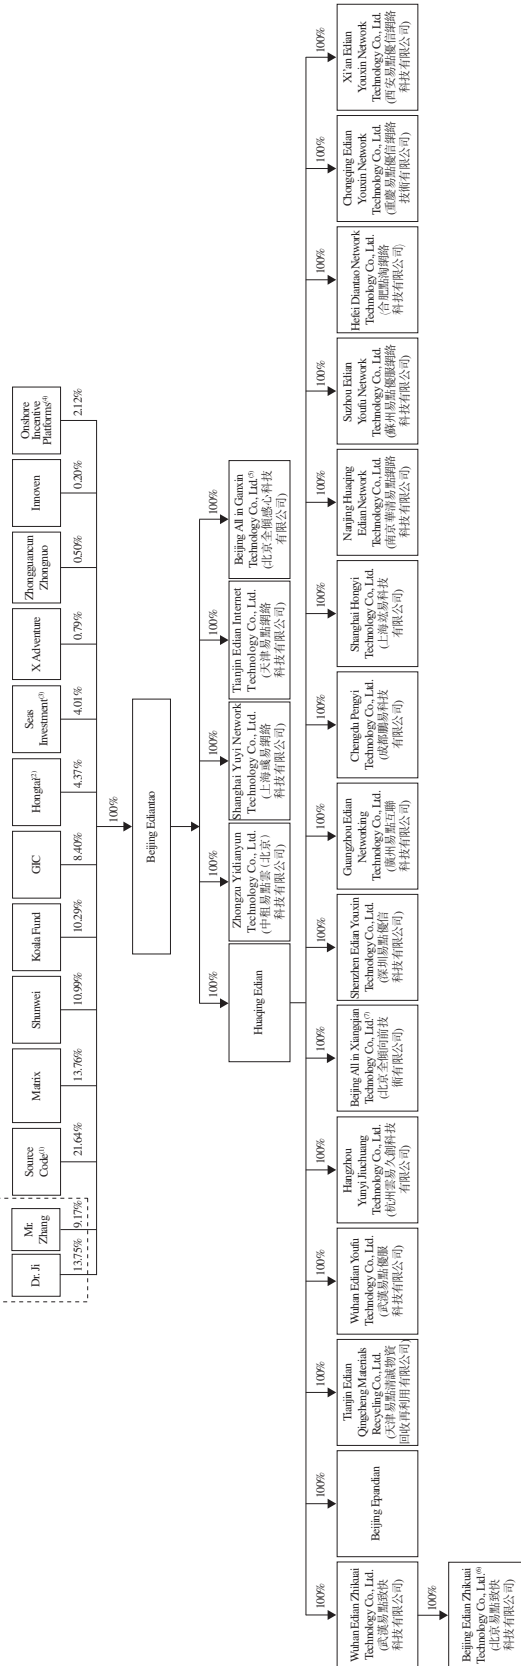 Dr. Ji
13.75%
Mr.
Zhang
9.17%
Source
Code(1)
21.64%
Matrix
13.76%
Shunwei
10.99%
Koala Fund
10.29%
GIC
8.40%
Hongtai(2)
4.37%
Seas
Investment(3)
4.01%
X Adventure
0.79%
Zhongguancun
Zhongnuo
0.50%
Innoven
0.20%
Onshore
Incentive
Platforms(4)
2.12%
100%
Beijing Ediantao
100%
Huaqing Edian
100%
Zhongzu Yidianyun
Technology Co., Ltd.
(中租易點雲（北京）
科技有限公司)
100%
Shanghai Yuyi Network
Technology Co., Ltd.
(上海彧易網絡
科技有限公司)
100%
Tianjin Edian Internet
Technology Co., Ltd.
(天津易點網絡
科技有限公司)
100%
Beijing All in Ganxin
Technology Co., Ltd.(5)
(北京全傾感心科技
有限公司)
100%
Wuhan Edian Zhikuai
Technology Co., Ltd.
(武漢易點致快
科技有限公司)
100%
Beijing Edian Zhikuai
Technology Co., Ltd.(6)
(北京易點致快
科技有限公司)
100%
Beijing Epandian
100%
Tianjin Edian
Qingcheng Materials
Recycling Co., Ltd.
(天津易點清誠物資
回收再利用有限公司)
100%
Wuhan Edian Youfu
Technology Co., Ltd.
(武漢易點優服
科技有限公司)
100%
Hangzhou
Yunyi Jiuchuang
Technology Co., Ltd.
(杭州雲易久創科技
有限公司)
100%
Beijing All in Xiangqian
Technology Co., Ltd.(7)
(北京全傾向前技
術有限公司)
100%
Shenzhen Edian Youxin
Technology Co., Ltd.
(深圳易點優信
科技有限公司)
100%
Guangzhou Edian
Networking
Technology Co., Ltd.
(廣州易點互聯
科技有限公司)
100%
Chengdu Pengyi
Technology Co., Ltd.
(成都鵬易科技
有限公司)
100%
Shanghai Hongyi
Technology Co., Ltd.
(上海竑易科技
有限公司)
100%
Nanjing Huaqing
Edian Network
Technology Co., Ltd.
(南京華清易點網路
科技有限公司)
100%
Suzhou Edian
Youfu Network
Technology Co., Ltd.
(蘇州易點優服網絡
科技有限公司)
100%
Hefei Diantao Network
Technology Co., Ltd.
(合肥點淘網絡
科技有限公司)
100%
Chongqing Edian
Youxin Network
Technology Co., Ltd.
(重慶易點優信網絡
技術有限公司)
100%
Xi'an Edian
Youxin Network
Technology Co., Ltd.
(西安易點優信網絡
科技有限公司)